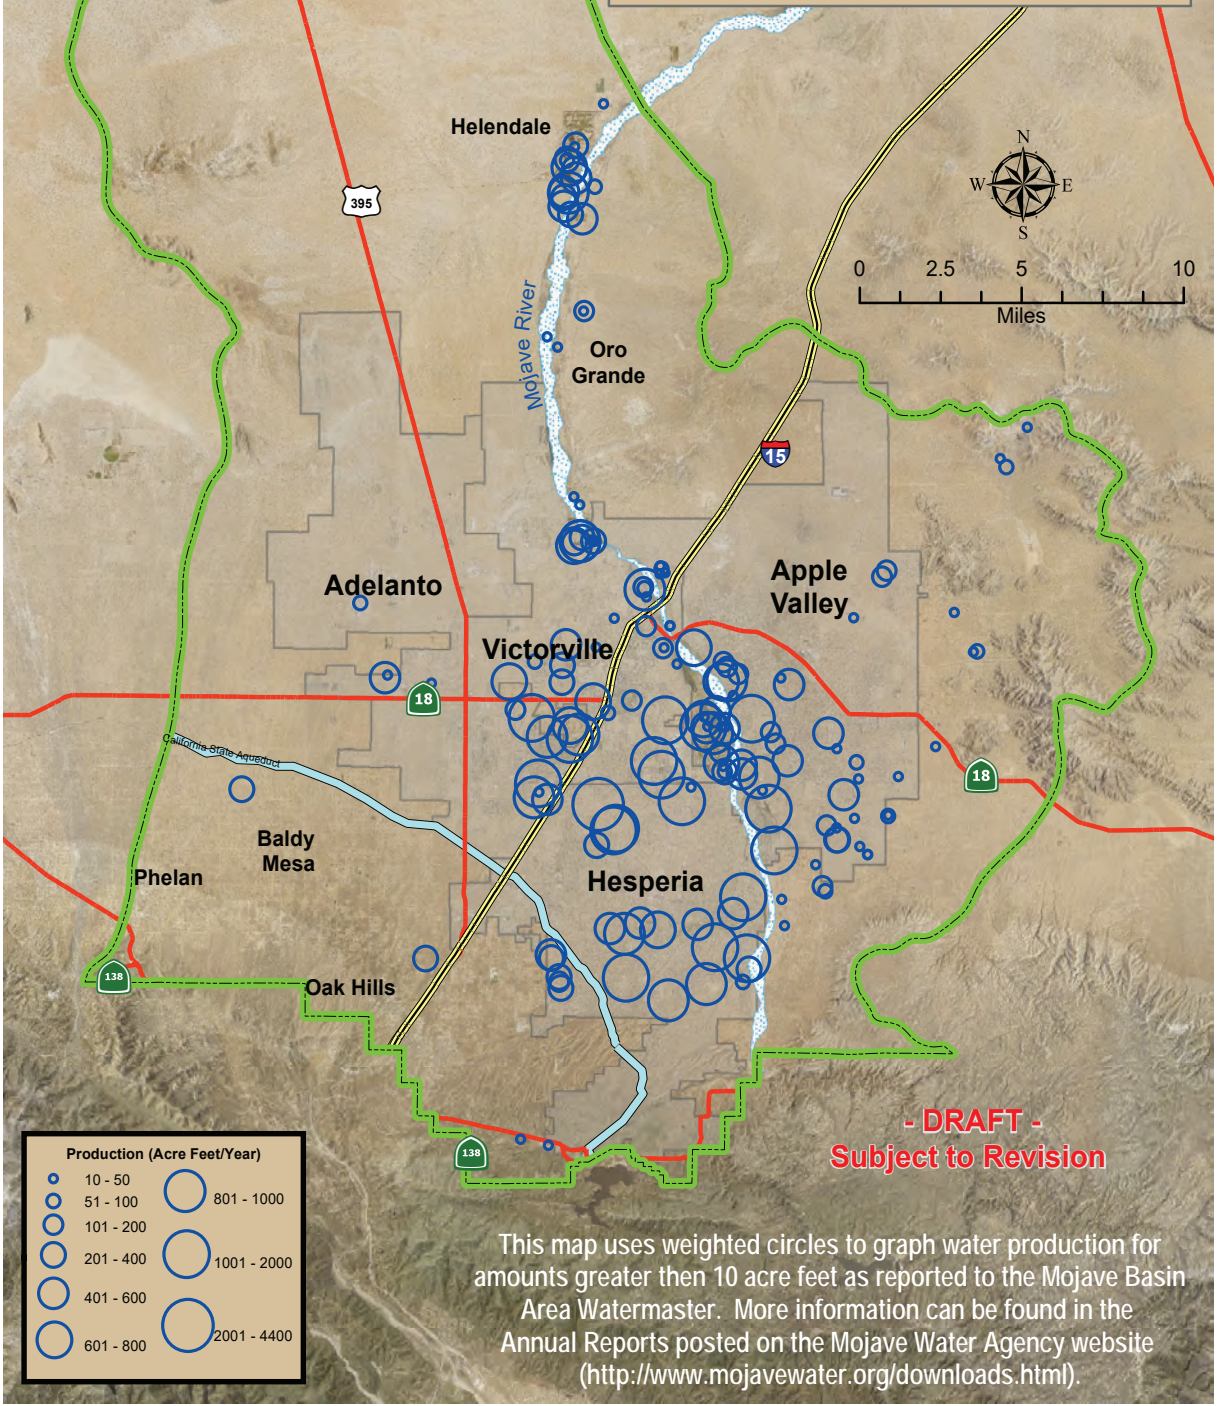 Helendale
N
W
E
S
395
0 2.5 5 10
Miles
Mojave River
Oro
Grande
15
Adelanto
Apple
Valley
Victorville
18
California State Aqueduct
18
Baldy
Mesa
Phelan
Hesperia
138
Oak Hills
- DRAFT -
Subject to Revision
138
Production (Acre Feet/Year)
10 - 50
51 - 100
101 - 200
201 - 400
401 - 600
601 - 800
801 - 1000
1001 - 2000
2001 - 4400
This map uses weighted circles to graph water production for
amounts greater then 10 acre feet as reported to the Mojave Basin
Area Watermaster. More information can be found in the
Annual Reports posted on the Mojave Water Agency website
(http://www.mojavewater.org/downloads.html).